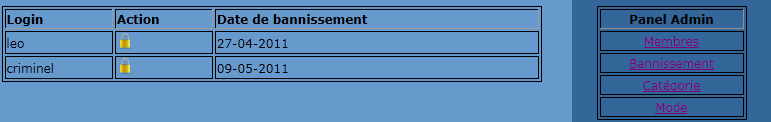 Login Action Date de bannissement
leo 27-04-2011
criminel 09-05-2011
Panel Admin
Membres
Bannissement
Catégorie
Mode